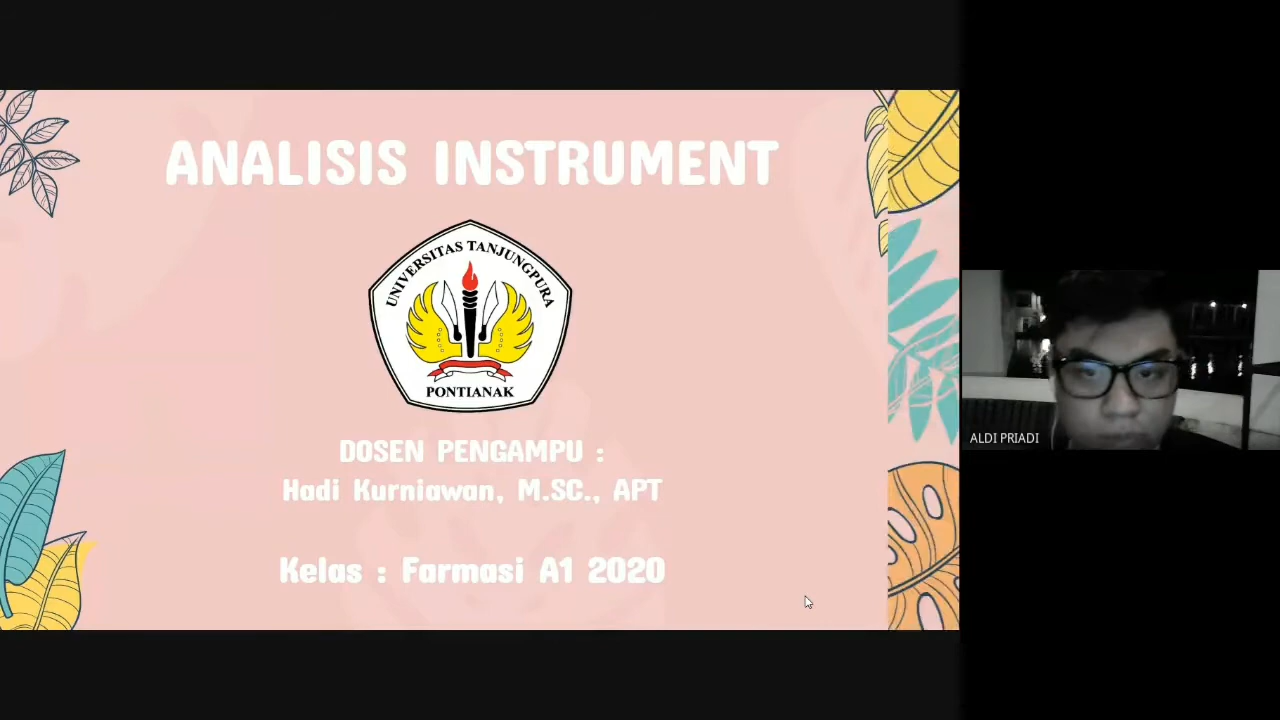 ANALISIS INSTRUMENT
UNIVERSITAS TANJUNGPURA
PONTIANAK
DOSEN PENGAMPU :
Hadi Kurniawan, M.SC., APT
Kelas : Farmasi A1 2020
ALDI PRIADI